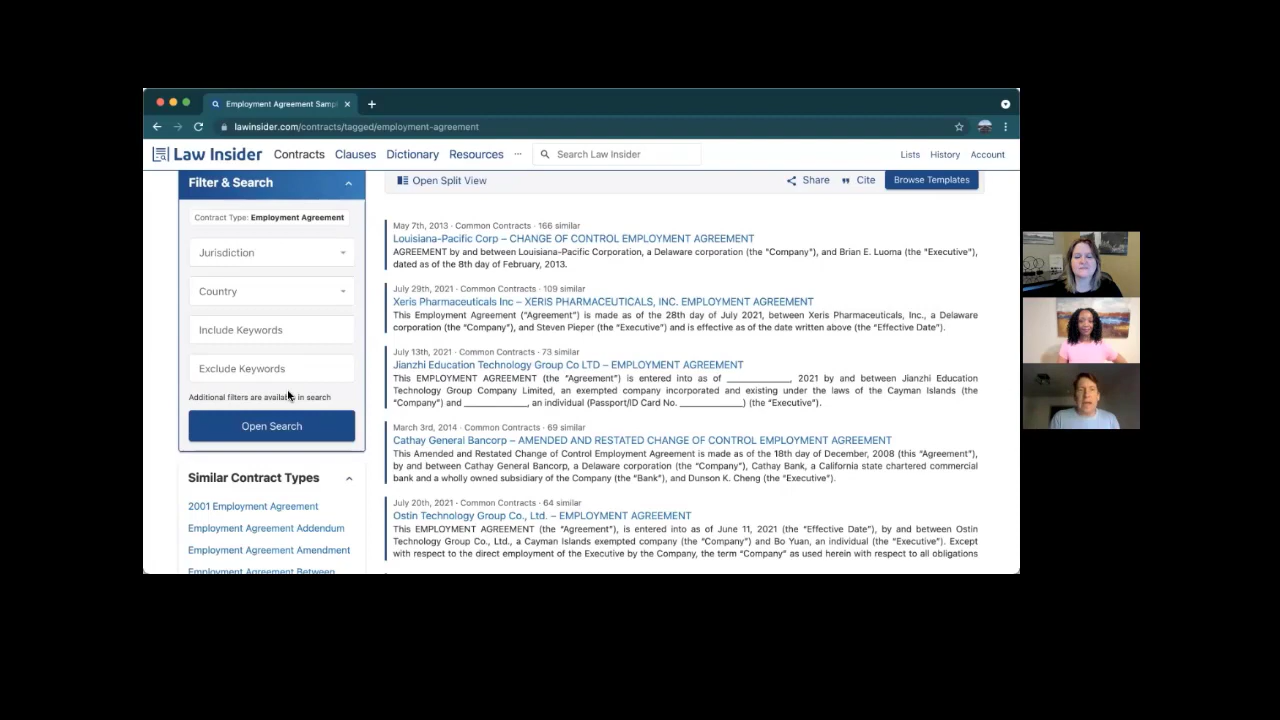 Employment Agreement Samp
lawinsider.com/contracts/tagged/employment-agreement
Law Insider Contracts Clauses Dictionary Resources ··· Search Law Insider Lists History Account
Filter & Search
Contract Type: Employment Agreement
Jurisdiction
Country
Include Keywords
Exclude Keywords
Additional filters are available in search
Open Search
Similar Contract Types
2001 Employment Agreement
Employment Agreement Addendum
Employment Agreement Amendment
Employment Agreement Between
Open Split View Share Cite Browse Templates
May 7th, 2013 · Common Contracts · 166 similar
Louisiana-Pacific Corp – CHANGE OF CONTROL EMPLOYMENT AGREEMENT
AGREEMENT by and between Louisiana-Pacific Corporation, a Delaware corporation (the “Company”), and Brian E. Luoma (the “Executive”),
dated as of the 8th day of February, 2013.
July 29th, 2021 · Common Contracts · 109 similar
Xeris Pharmaceuticals Inc – XERIS PHARMACEUTICALS, INC. EMPLOYMENT AGREEMENT
This Employment Agreement (“Agreement”) is made as of the 28th day of July 2021, between Xeris Pharmaceuticals, Inc., a Delaware
corporation (the “Company”), and Steven Pieper (the “Executive”) and is effective as of the date written above (the “Effective Date”).
July 13th, 2021 · Common Contracts · 73 similar
Jianzhi Education Technology Group Co LTD – EMPLOYMENT AGREEMENT
This EMPLOYMENT AGREEMENT (the “Agreement”) is entered into as of ____________, 2021 by and between Jianzhi Education
Technology Group Company Limited, an exempted company incorporated and existing under the laws of the Cayman Islands (the
“Company”) and ____________, an individual (Passport/ID Card No. ____________) (the “Executive”).
March 3rd, 2014 · Common Contracts · 69 similar
Cathay General Bancorp – AMENDED AND RESTATED CHANGE OF CONTROL EMPLOYMENT AGREEMENT
This Amended and Restated Change of Control Employment Agreement is made as of the 18th day of December, 2008 (this “Agreement”),
by and between Cathay General Bancorp, a Delaware corporation (the “Company”), Cathay Bank, a California state chartered commercial
bank and a wholly owned subsidiary of the Company (the “Bank”), and Dunson K. Cheng (the “Executive”).
July 20th, 2021 · Common Contracts · 64 similar
Ostin Technology Group Co., Ltd. – EMPLOYMENT AGREEMENT
This EMPLOYMENT AGREEMENT (the “Agreement”), is entered into as of June 11, 2021 (the “Effective Date”), by and between Ostin
Technology Group Co., Ltd., a Cayman Islands exempted company (the “Company”) and Bo Yuan, an individual (the “Executive”). Except
with respect to the direct employment of the Executive by the Company, the term “Company” as used herein with respect to all obligations